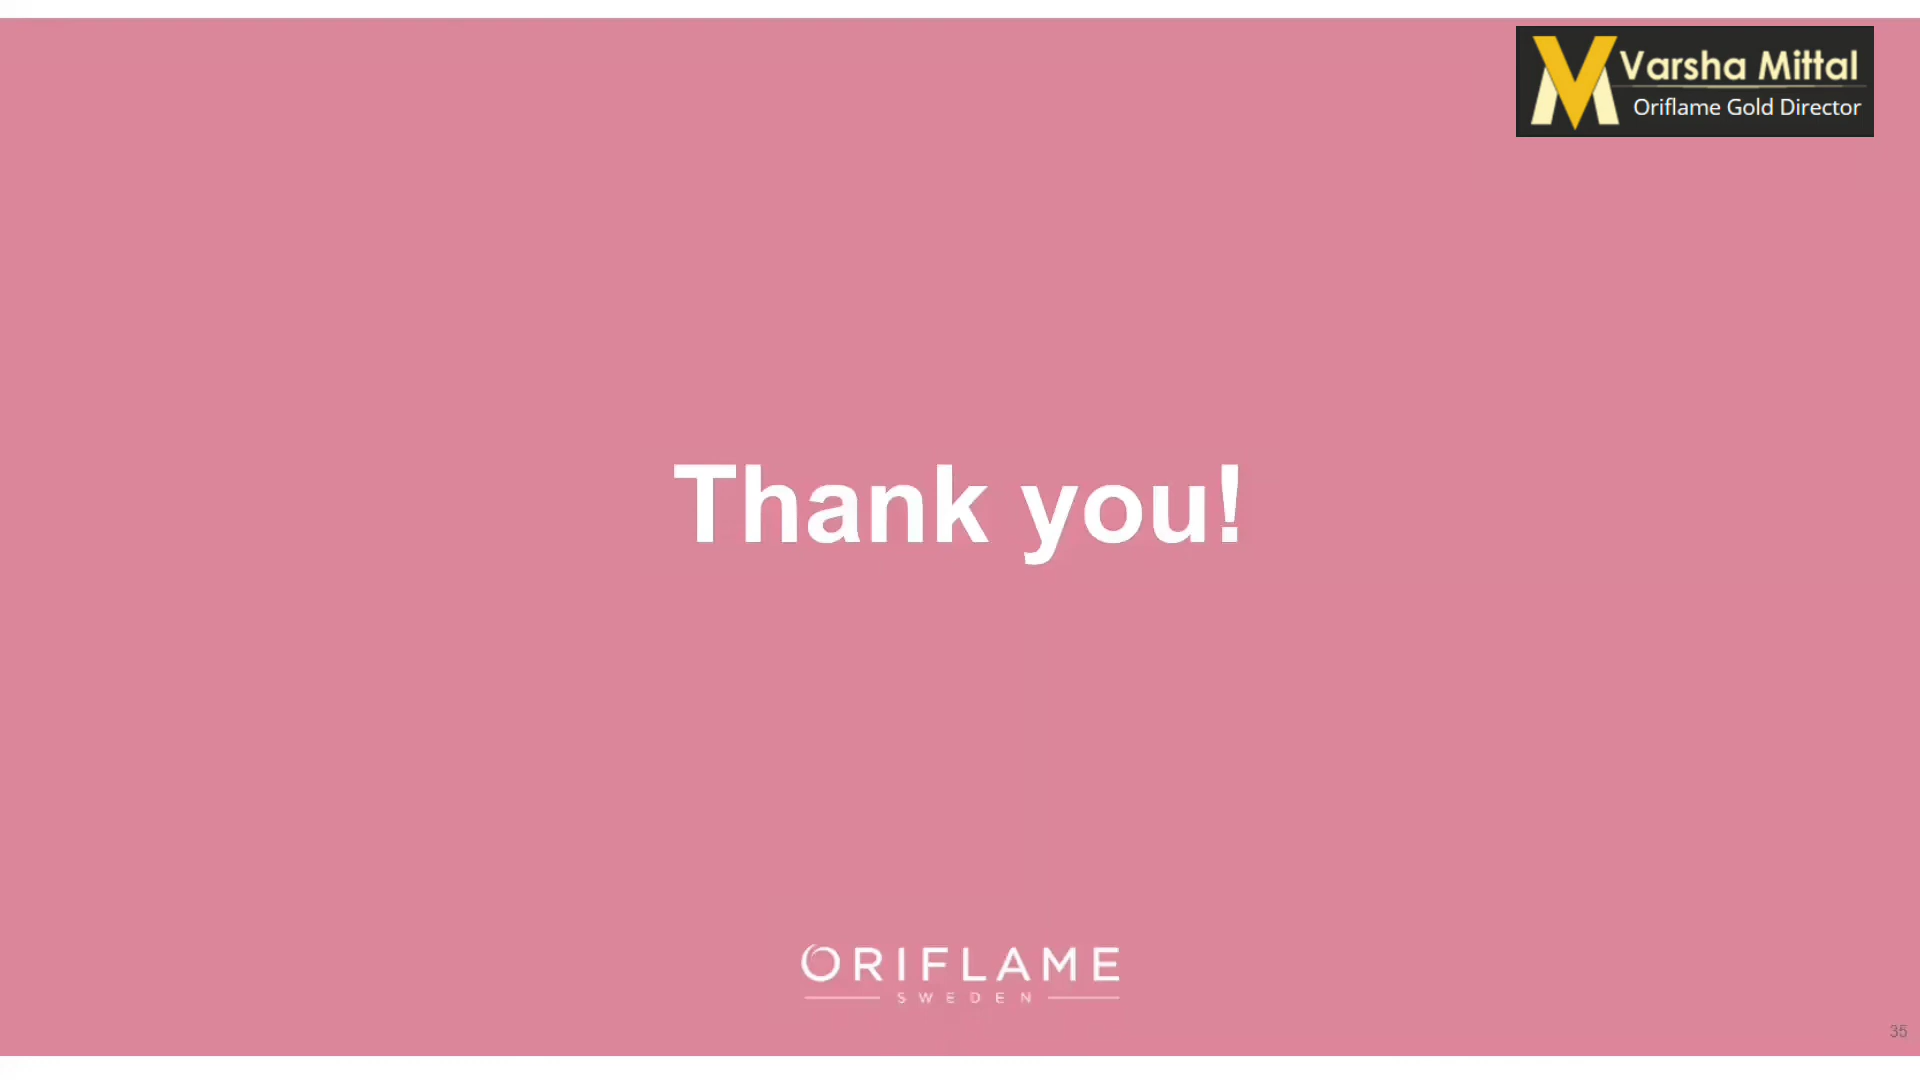 Varsha Mittal
Oriflame Gold Director
Thank you!
ORIFLAME
SWEDEN
35